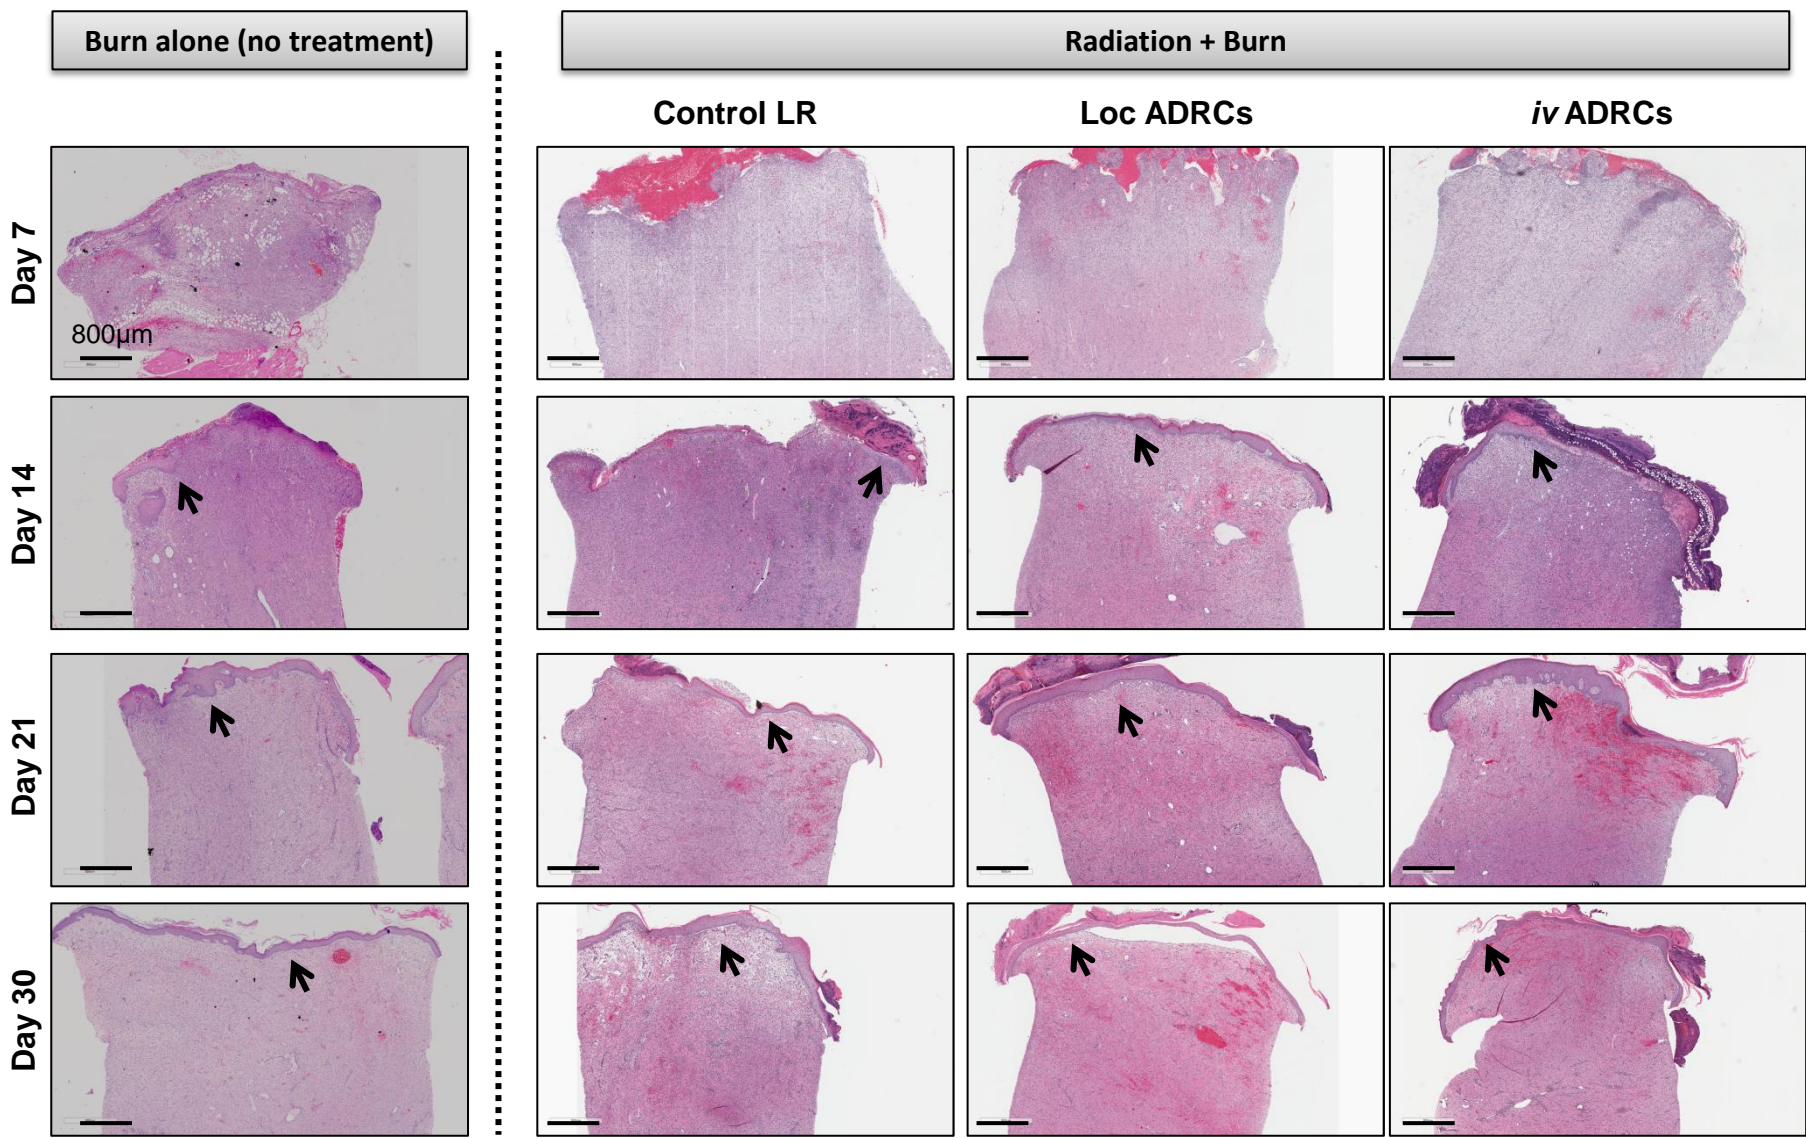 Burn alone (no treatment)
Radiation + Burn
Control LR
Loc ADRCs
iv ADRCs
Day 7
800µm
Day 14
Day 21
Day 30